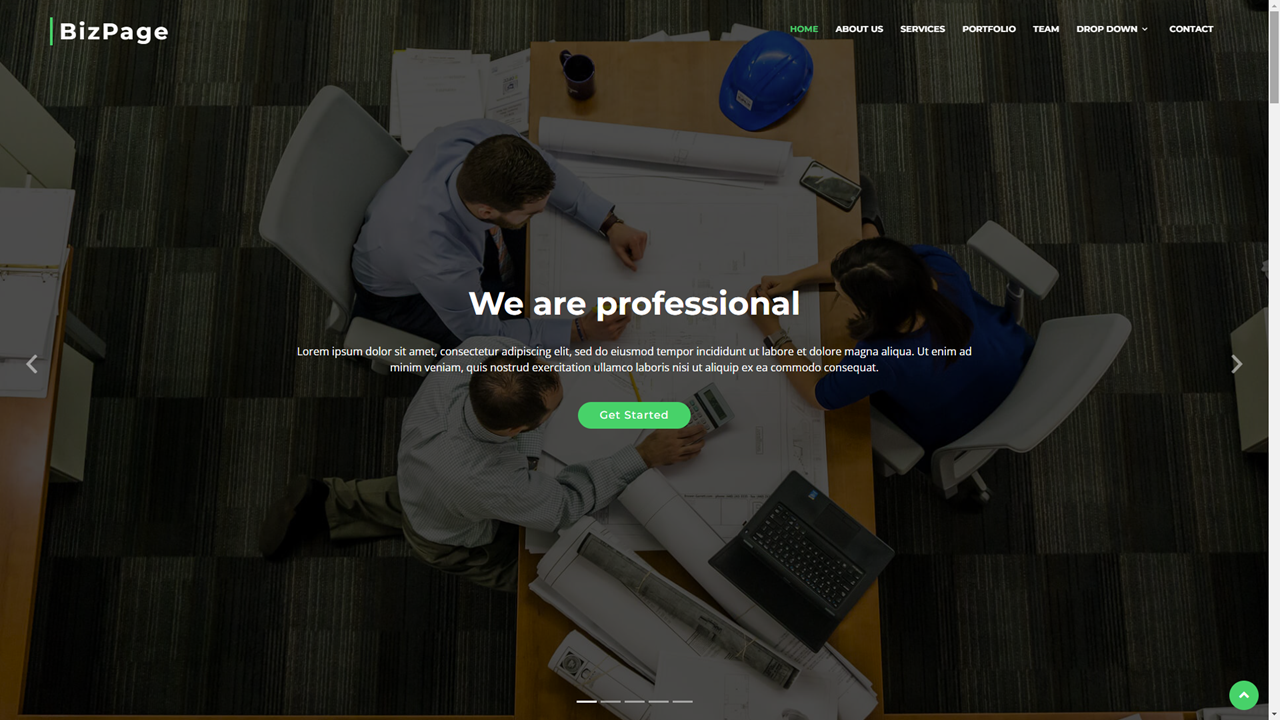 BizPage
HOME ABOUT US SERVICES PORTFOLIO TEAM DROP DOWN CONTACT
We are professional
Lorem ipsum dolor sit amet, consectetur adipiscing elit, sed do eiusmod tempor incididunt ut labore et dolore magna aliqua. Ut enim ad
minim veniam, quis nostrud exercitation ullamco laboris nisi ut aliquip ex ea commodo consequat.
Get Started